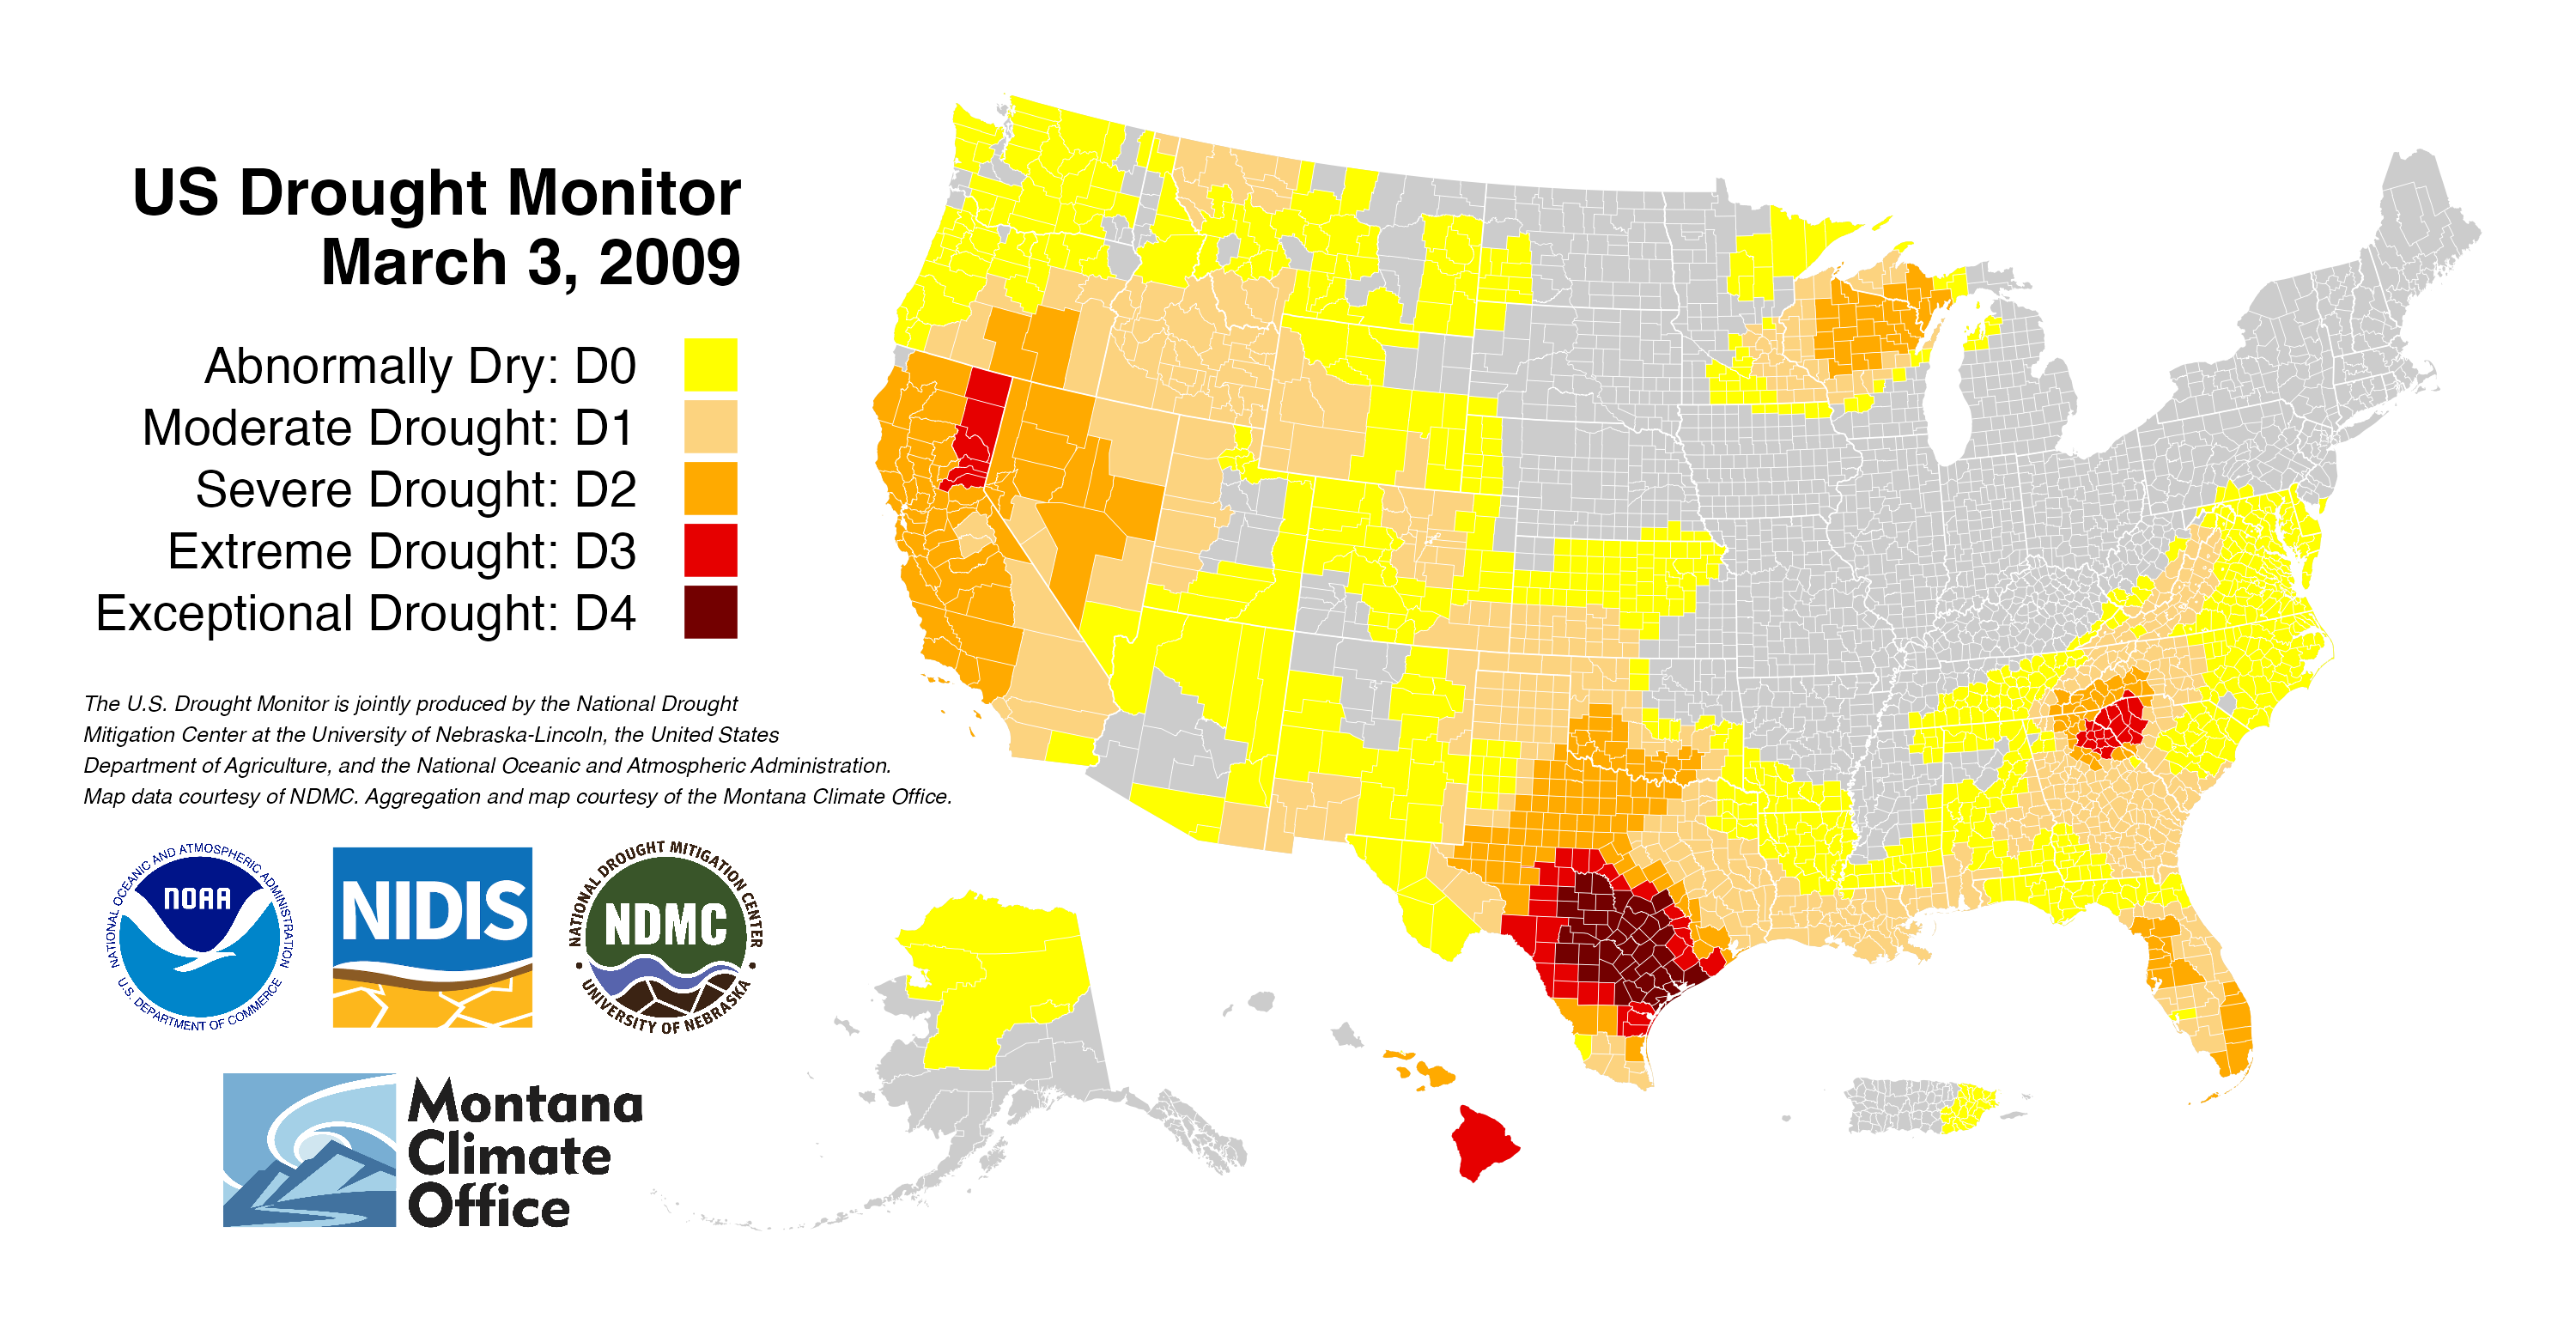 US Drought Monitor
March 3, 2009
Abnormally Dry: D0
Moderate Drought: D1
Severe Drought: D2
Extreme Drought: D3
Exceptional Drought: D4
The U.S. Drought Monitor is jointly produced by the National Drought
Mitigation Center at the University of Nebraska-Lincoln, the United States
Department of Agriculture, and the National Oceanic and Atmospheric Administration.
Map data courtesy of NDMC. Aggregation and map courtesy of the Montana Climate Office.
NATIONAL OCEANIC AND ATMOSPHERIC ADMINISTRATION
NOAA
U.S. DEPARTMENT OF COMMERCE
NIDIS
NATIONAL DROUGHT MITIGATION CENTER
NDMC
UNIVERSITY OF NEBRASKA
Montana
Climate
Office